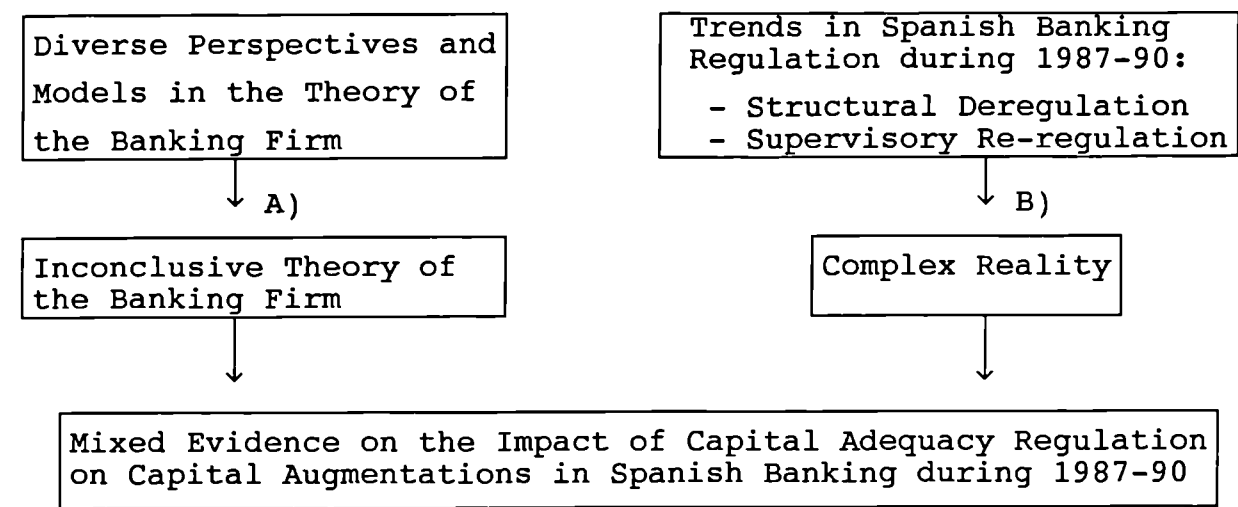 Diverse Perspectives and
Models in the Theory of
the Banking Firm
Trends in Spanish Banking
Regulation during 1987-90:
- Structural Deregulation
- Supervisory Re-regulation
A)
B)
Inconclusive Theory of
the Banking Firm
Complex Reality
Mixed Evidence on the Impact of Capital Adequacy Regulation
on Capital Augmentations in Spanish Banking during 1987-90